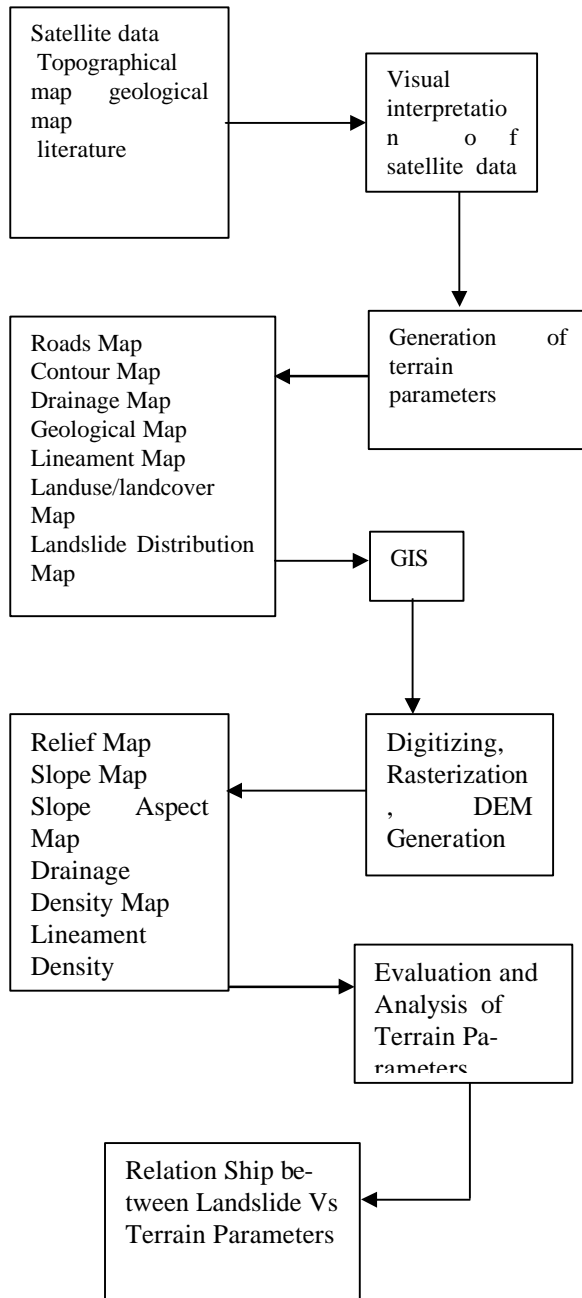 Satellite data
Topographical
map geological
map
literature
Visual
interpretatio
n o f
satellite data
Generation of
terrain
parameters
Roads Map
Contour Map
Drainage Map
Geological Map
Lineament Map
Landuse/landcover
Map
Landslide Distribution
Map
GIS
Digitizing,
Rasterization
, DEM
Generation
Relief Map
Slope Map
Slope Aspect
Map
Drainage
Density Map
Lineament
Density
Evaluation and
Analysis of
Terrain Pa-
rameters
Relation Ship be-
tween Landslide Vs
Terrain Parameters